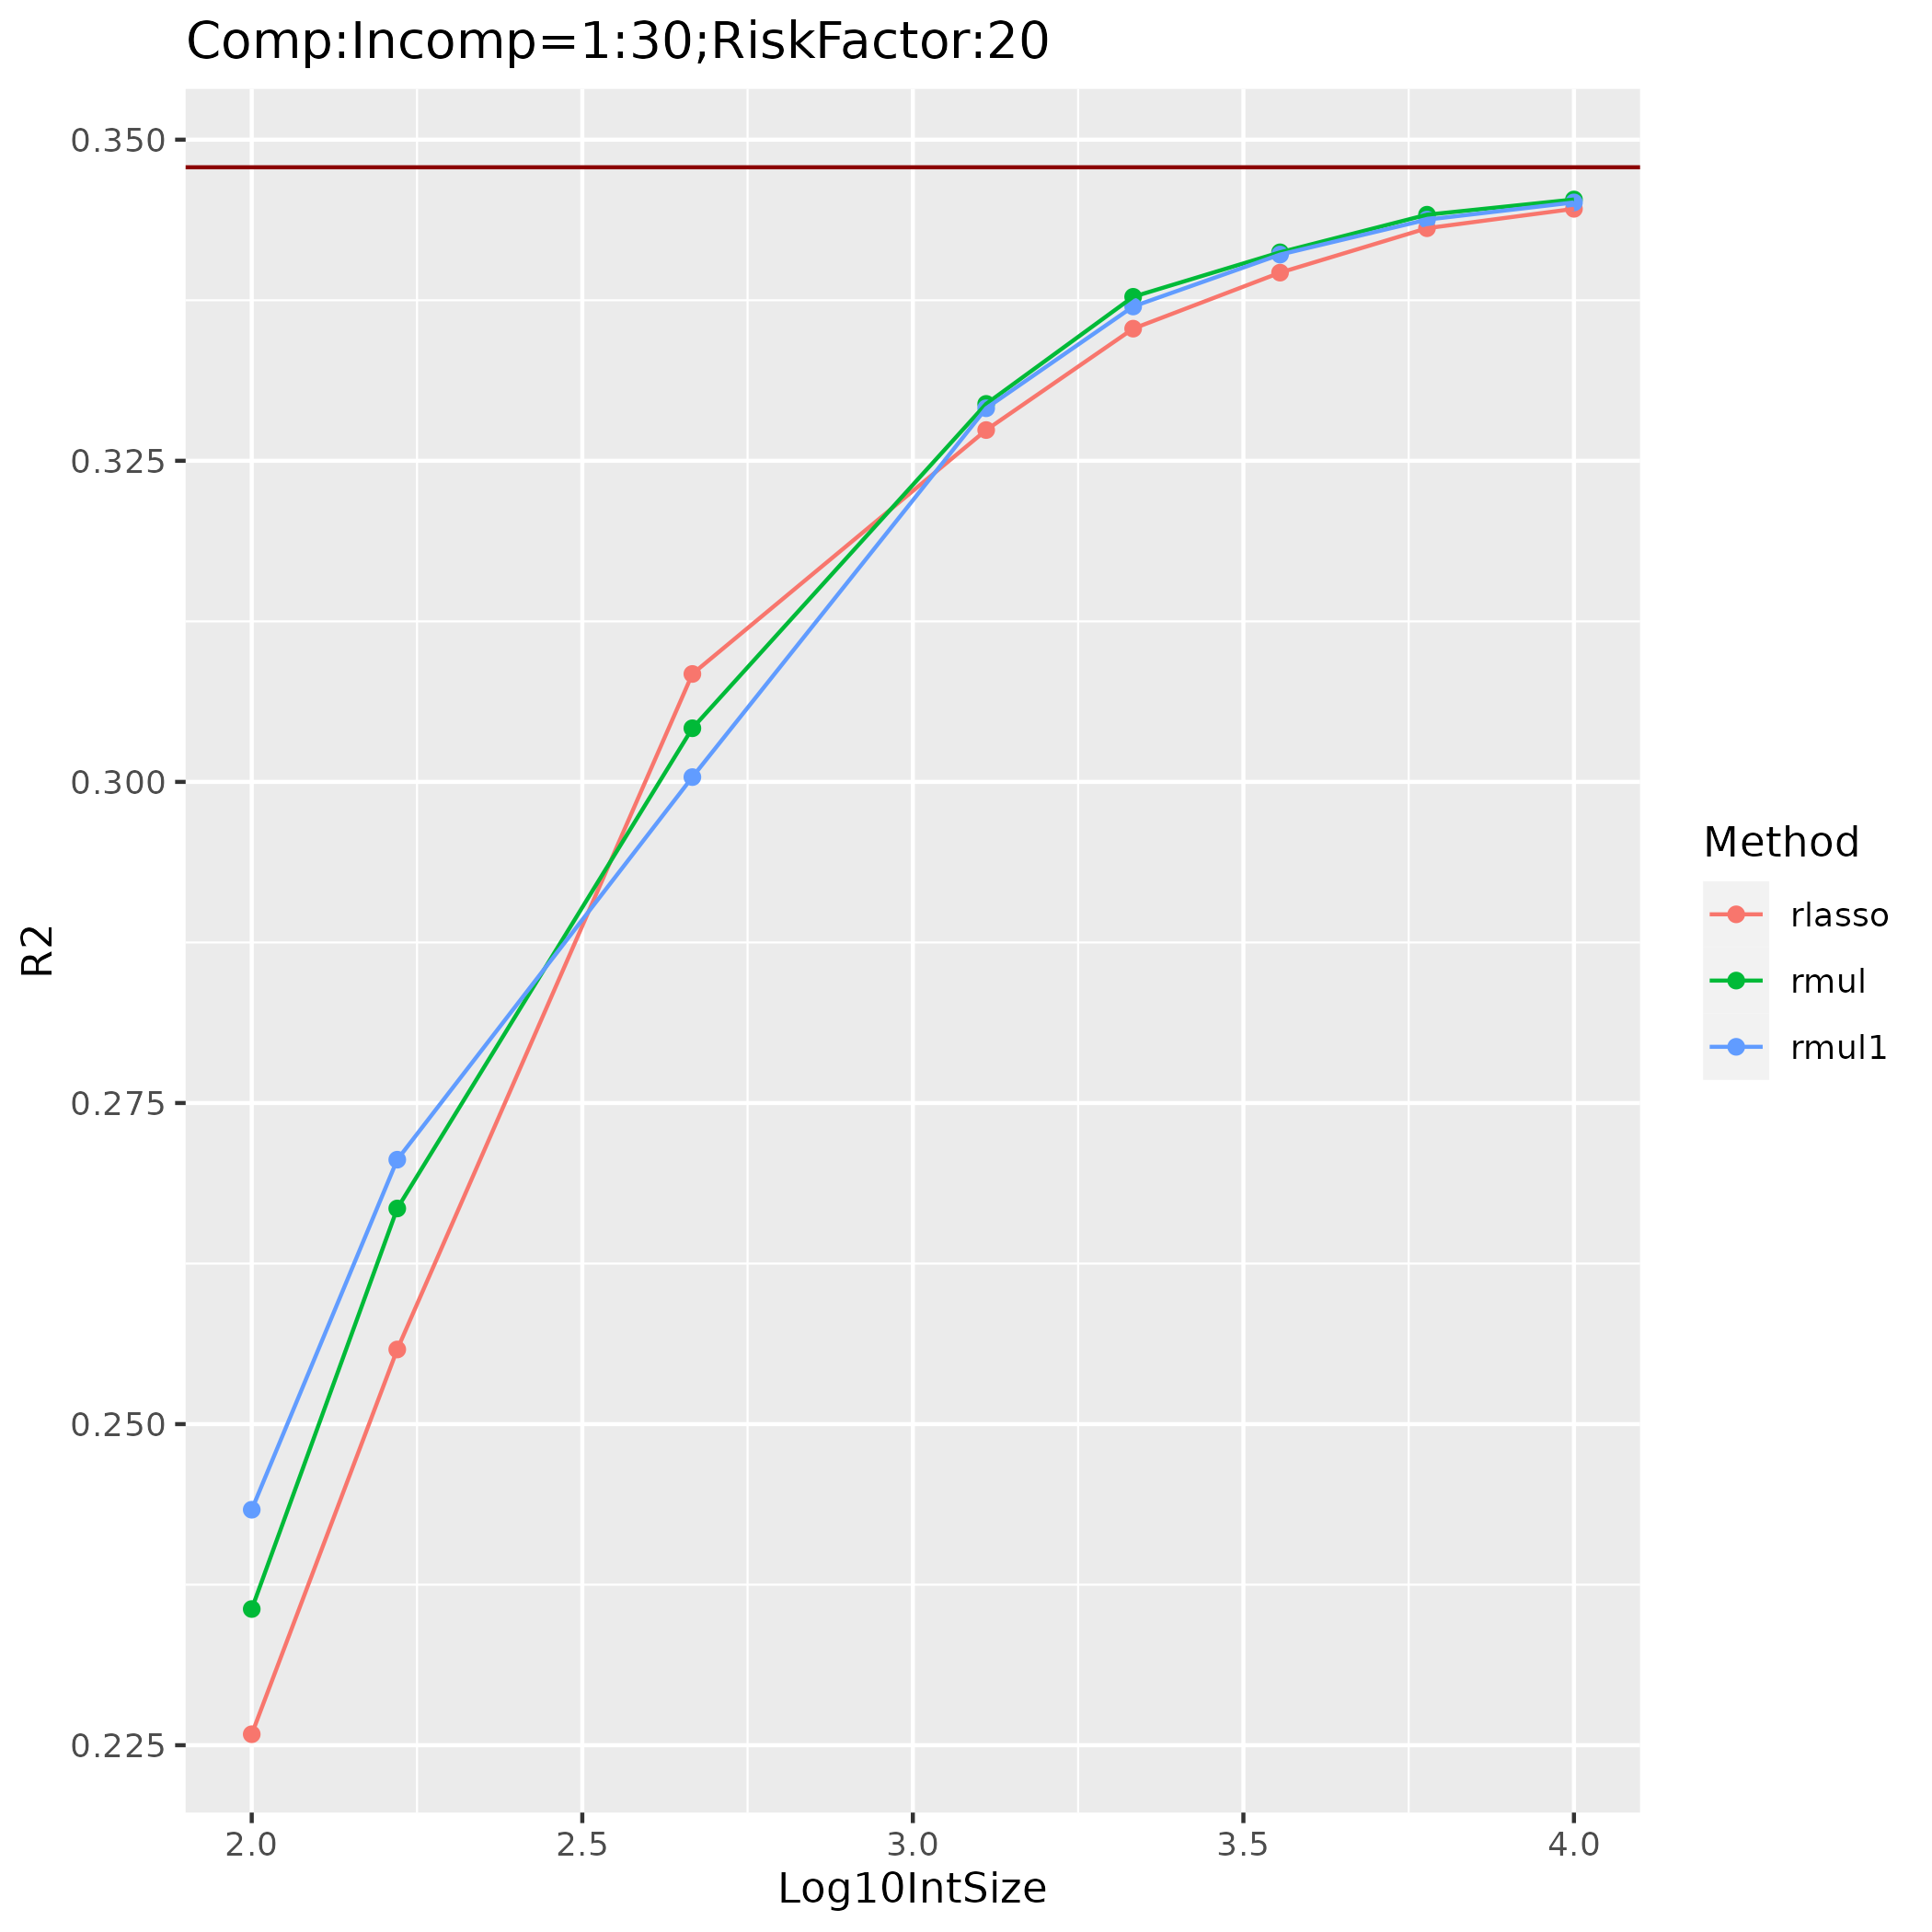 Comp:Incomp=1:30;RiskFactor:20
0.350
0.325
0.300
0.275
0.250
0.225
R2
2.0 2.5 3.0 3.5 4.0
Log10IntSize
Method
rlasso
rmul
rmul1